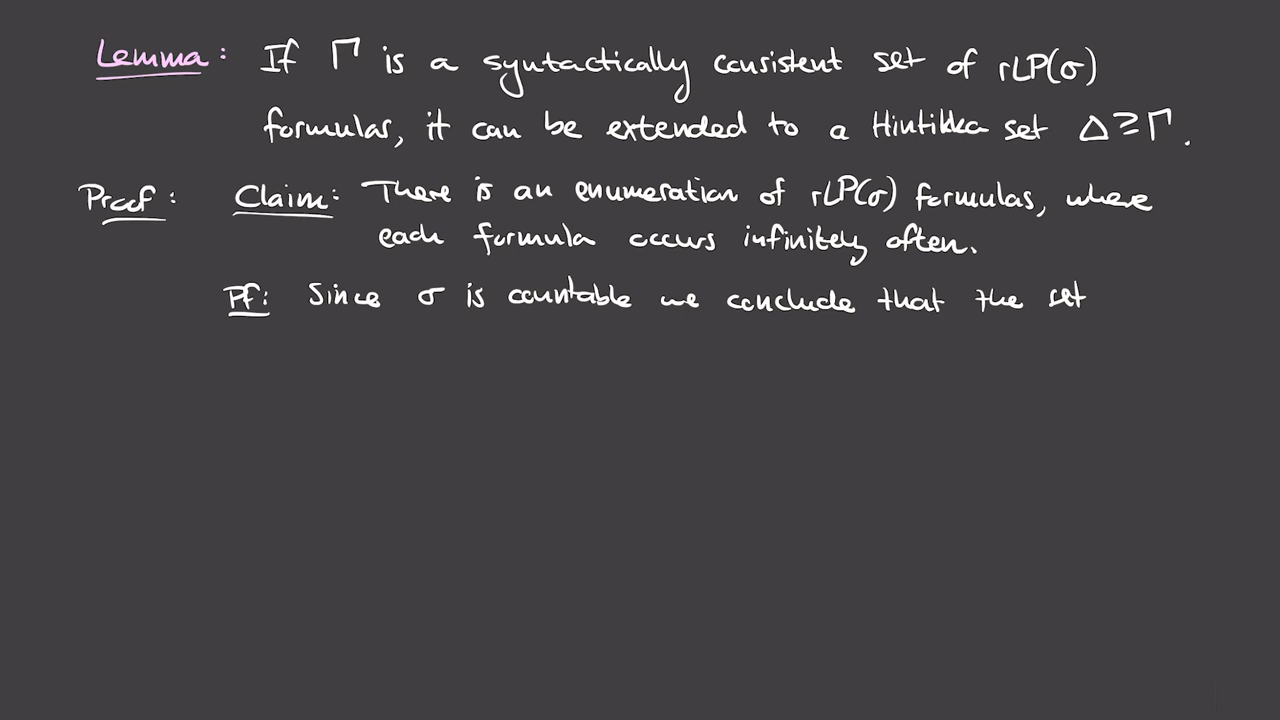 Lemma: If Γ is a syntactically consistent set of rLP(σ)
formulas, it can be extended to a Hintikka set Δ⊇Γ.
Proof: Claim: There is an enumeration of rLP(σ) formulas, where
each formula occurs infinitely often.
Pf: Since σ is countable we conclude that the set